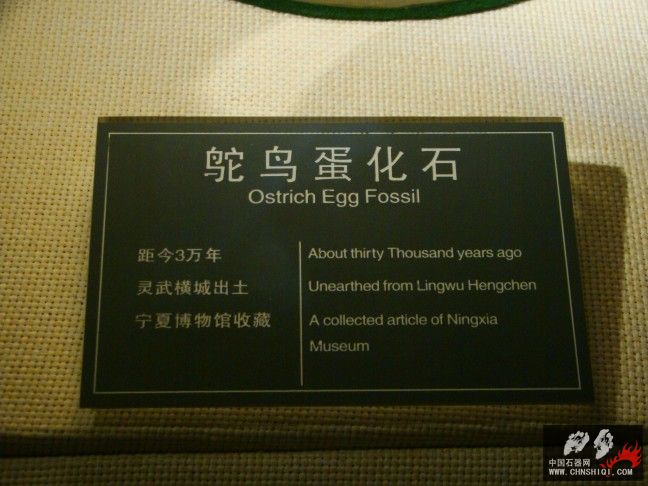 鸵鸟蛋化石
Ostrich Egg Fossil
距今3万年
灵武横城出土
宁夏博物馆收藏
About thirty Thousand years ago
Unearthed from Lingwu Hengchen
A collected article of Ningxia
Museum
中国石器网
WWW.CHNSHIQI.COM